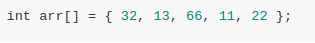 int arr[] = { 32, 13, 66, 11, 22 };